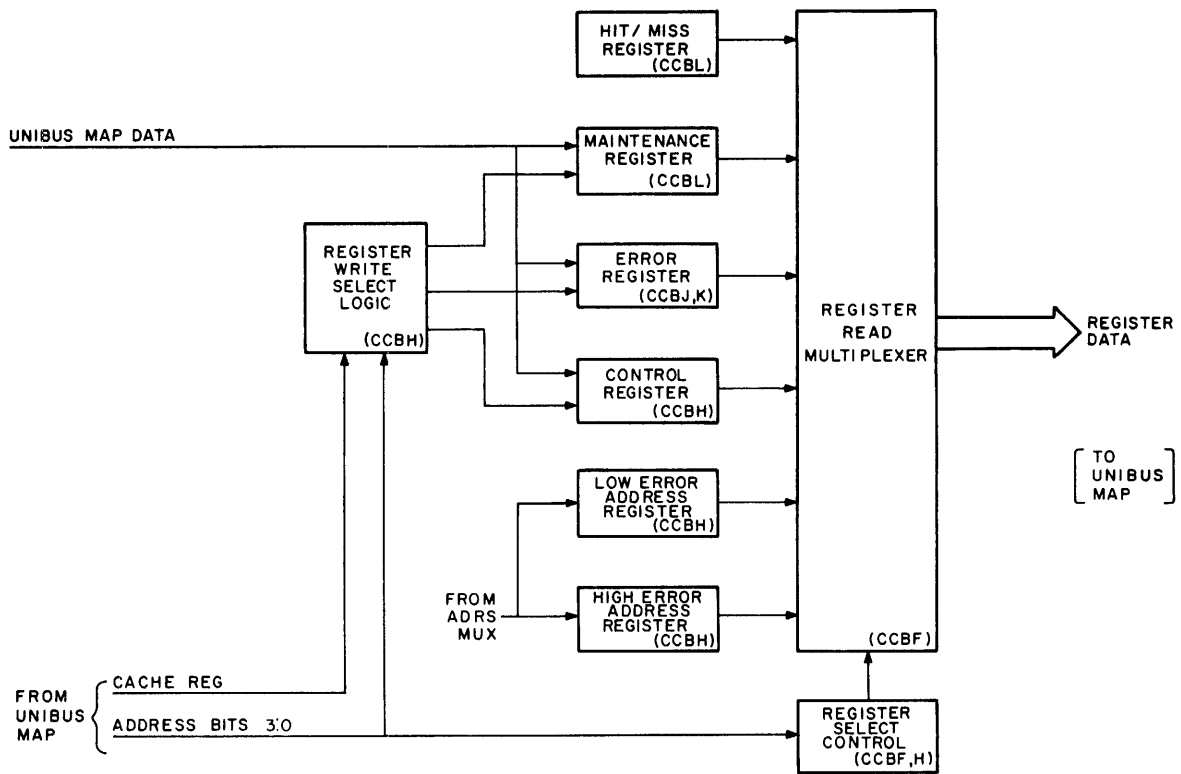 HIT/ MISS
REGISTER
(CCBL)
UNIBUS MAP DATA
MAINTENANCE
REGISTER
(CCBL)
REGISTER
WRITE
SELECT
LOGIC
(CCBH)
ERROR
REGISTER
(CCBJ,K)
REGISTER
READ
MULTIPLEXER
(CCBF)
REGISTER
DATA
CONTROL
REGISTER
(CCBH)
TO
UNIBUS
MAP
LOW ERROR
ADDRESS
REGISTER
(CCBH)
FROM
ADRS
MUX
HIGH ERROR
ADDRESS
REGISTER
(CCBH)
FROM
UNIBUS
MAP
CACHE REG
ADDRESS BITS 3:0
REGISTER
SELECT
CONTROL
(CCBF,H)